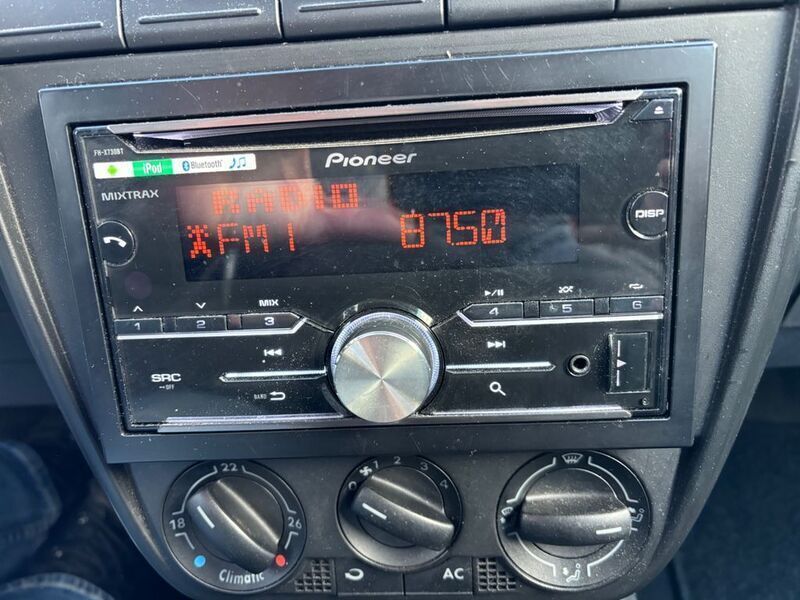 FH-X730BT
iPod
Bluetooth
Pioneer
MIXTRAX
RADIO
FM1 87.50
DISP
MIX
1 2 3 4 5 6
SRC
OFF
BAND
22
18 26
Climatic
0 1 2 3 4
AC